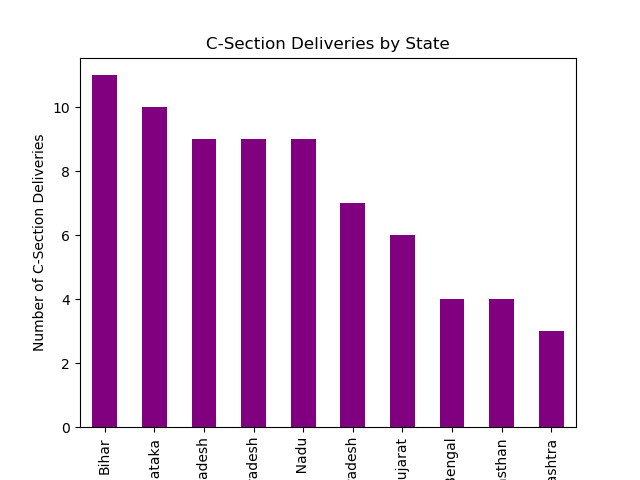 C-Section Deliveries by State
Number of C-Section Deliveries
10
8
6
4
2
0
Bihar
ataka
adesh
radesh
Nadu
radesh
ujarat
Bengal
sthan
ashtra